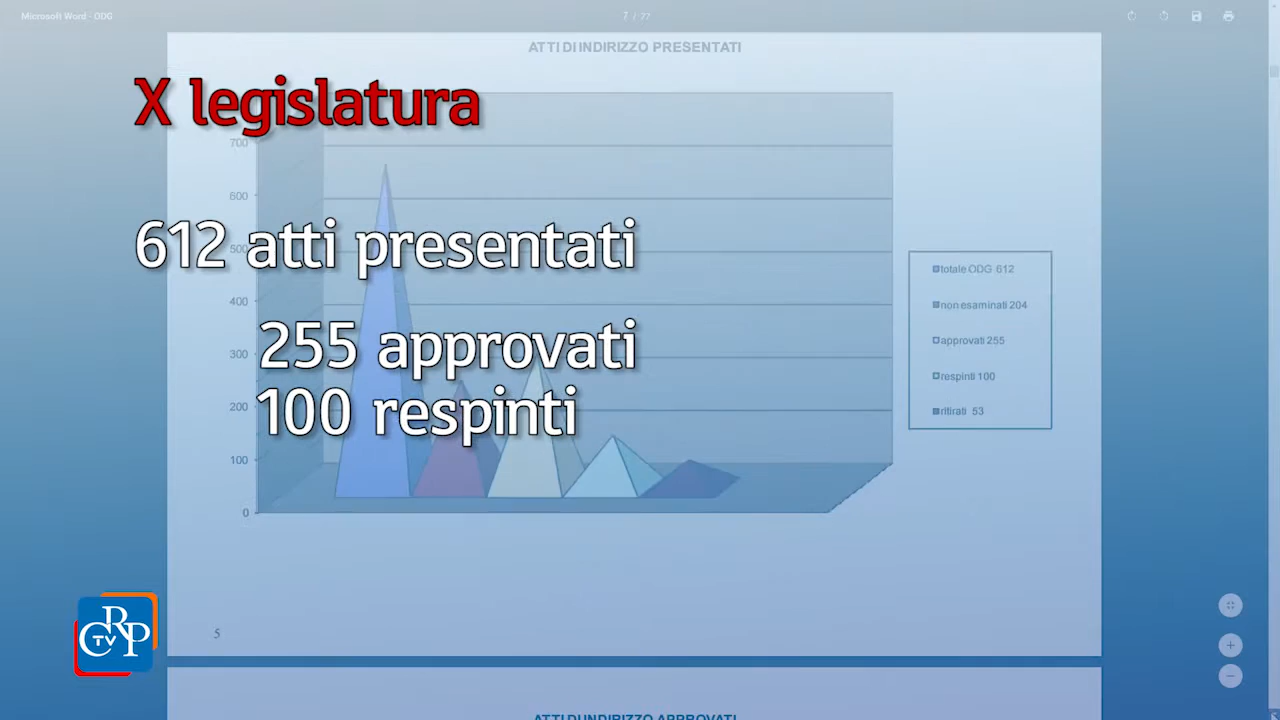 Microsoft Word - ODG
7 / 77
ATTI DI INDIRIZZO PRESENTATI
X legislatura
700
600
612 atti presentati
500
400
255 approvati
300
100 respinti
200
100
0
totale ODG 612
non esaminati 204
approvati 255
respinti 100
ritirati 53
5
CRP
TV
ATTI DI INDIRIZZO APPROVATI